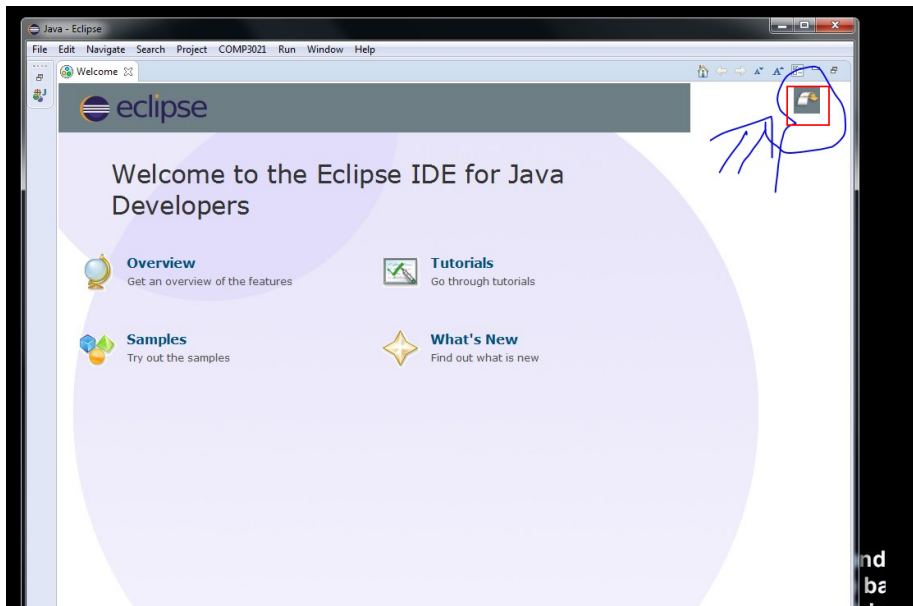 Java - Eclipse
File Edit Navigate Search Project COMP3021 Run Window Help
Welcome
eclipse
Welcome to the Eclipse IDE for Java
Developers
Overview
Get an overview of the features
Tutorials
Go through tutorials
Samples
Try out the samples
What's New
Find out what is new
nd
ba